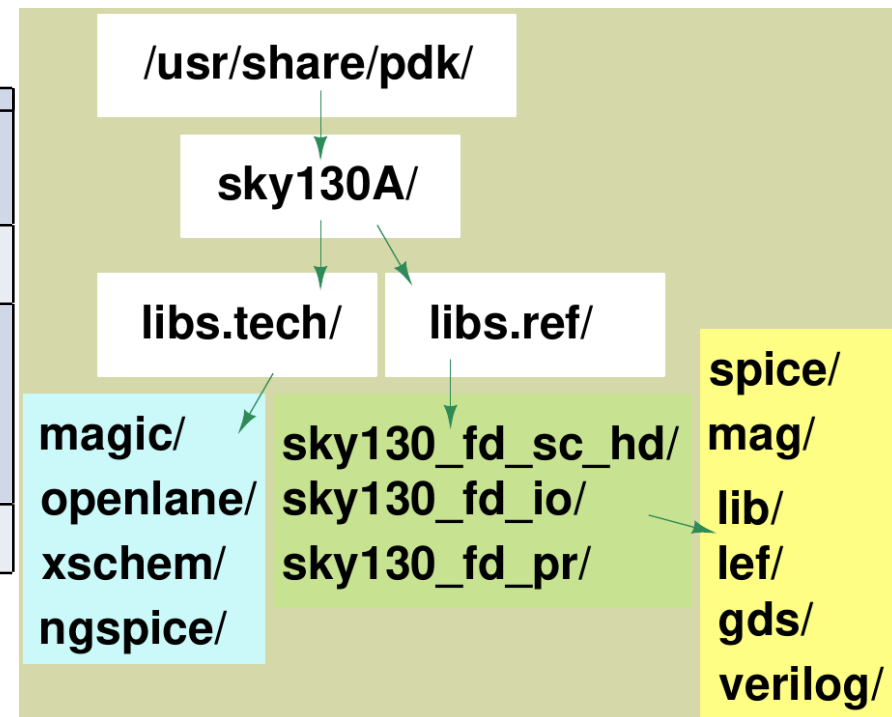 /usr/share/pdk/
sky130A/
libs.tech/
libs.ref/
magic/
openlane/
xschem/
ngspice/
sky130_fd_sc_hd/
sky130_fd_io/
sky130_fd_pr/
spice/
mag/
lib/
lef/
gds/
verilog/